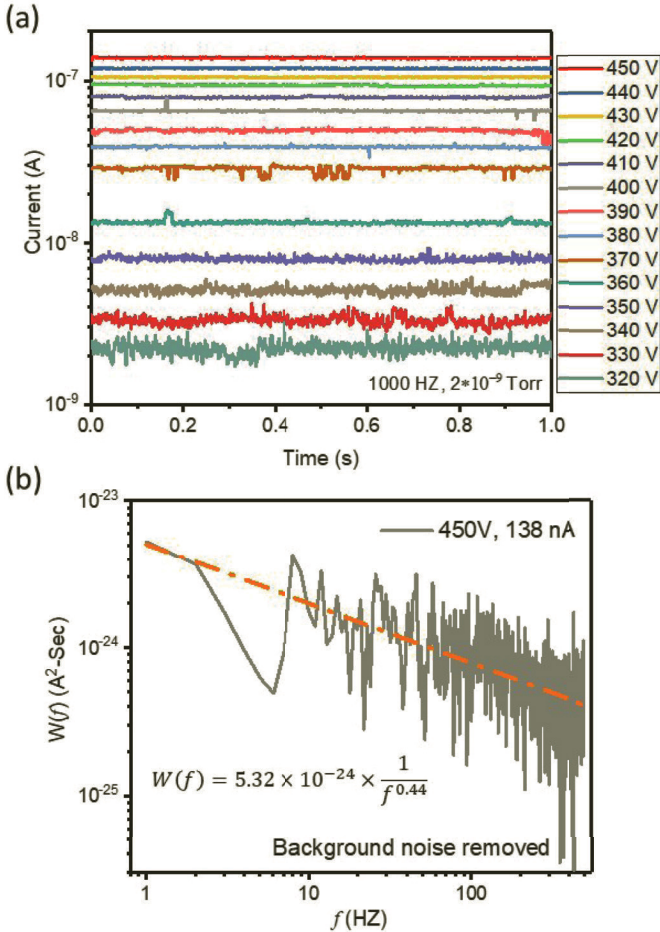 (a)
10⁻⁷
10⁻⁸
10⁻⁹
Current (A)
450 V
440 V
430 V
420 V
410 V
400 V
390 V
380 V
370 V
360 V
350 V
340 V
330 V
320 V
1000 HZ, 2*10⁻⁹ Torr
0.0 0.2 0.4 0.6 0.8 1.0
Time (s)
(b)
10⁻²³
10⁻²⁴
10⁻²⁵
W(f) (A²-Sec)
450V, 138 nA
W(f) = 5.32 × 10⁻²⁴ × 1/f^0.44
Background noise removed
1 10 100
f(HZ)